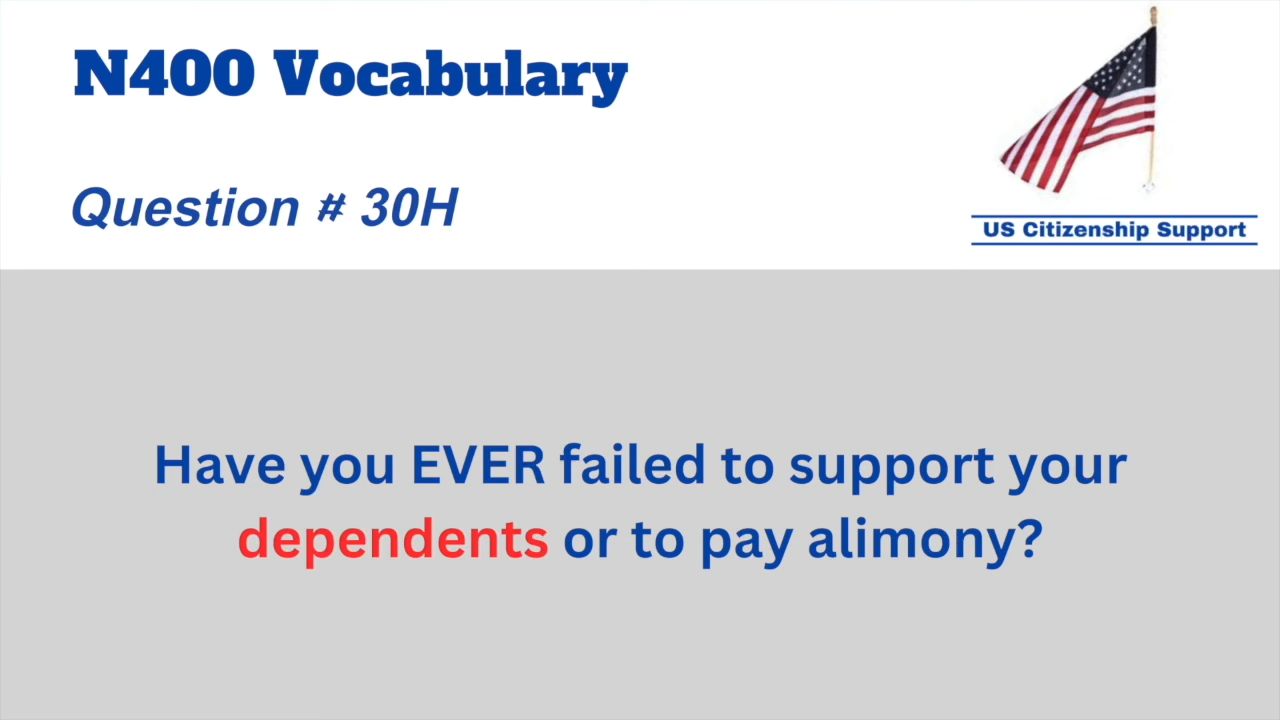 N400 Vocabulary
Question # 30H
US Citizenship Support
Have you EVER failed to support your
dependents or to pay alimony?